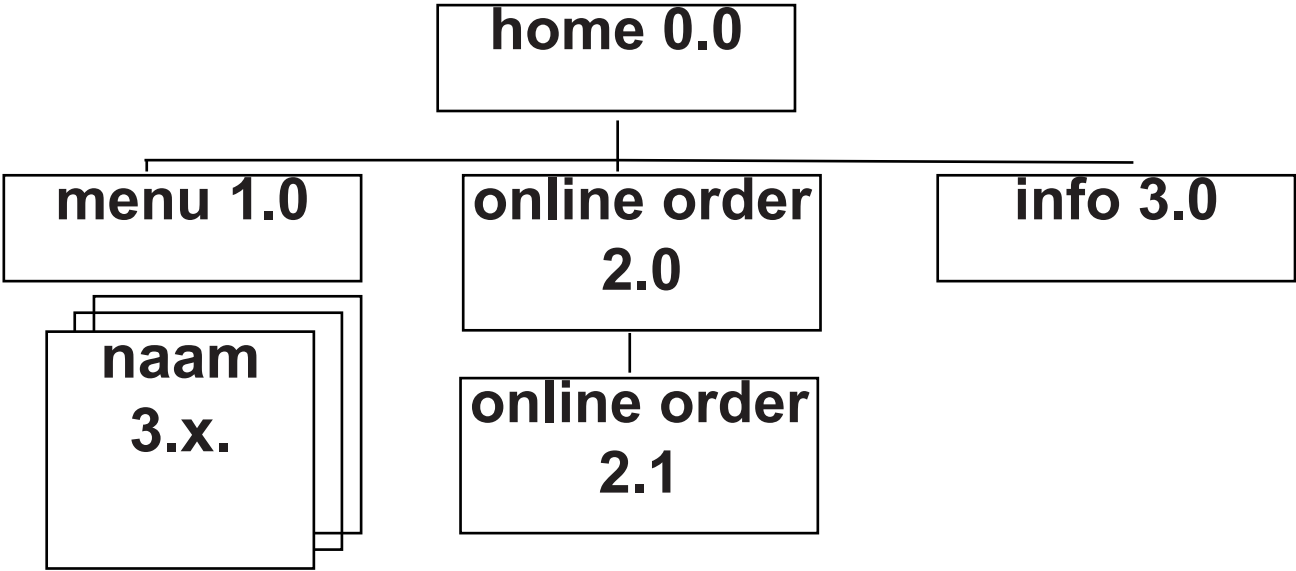 home 0.0
menu 1.0
online order
2.0
info 3.0
naam
3.x.
online order
2.1